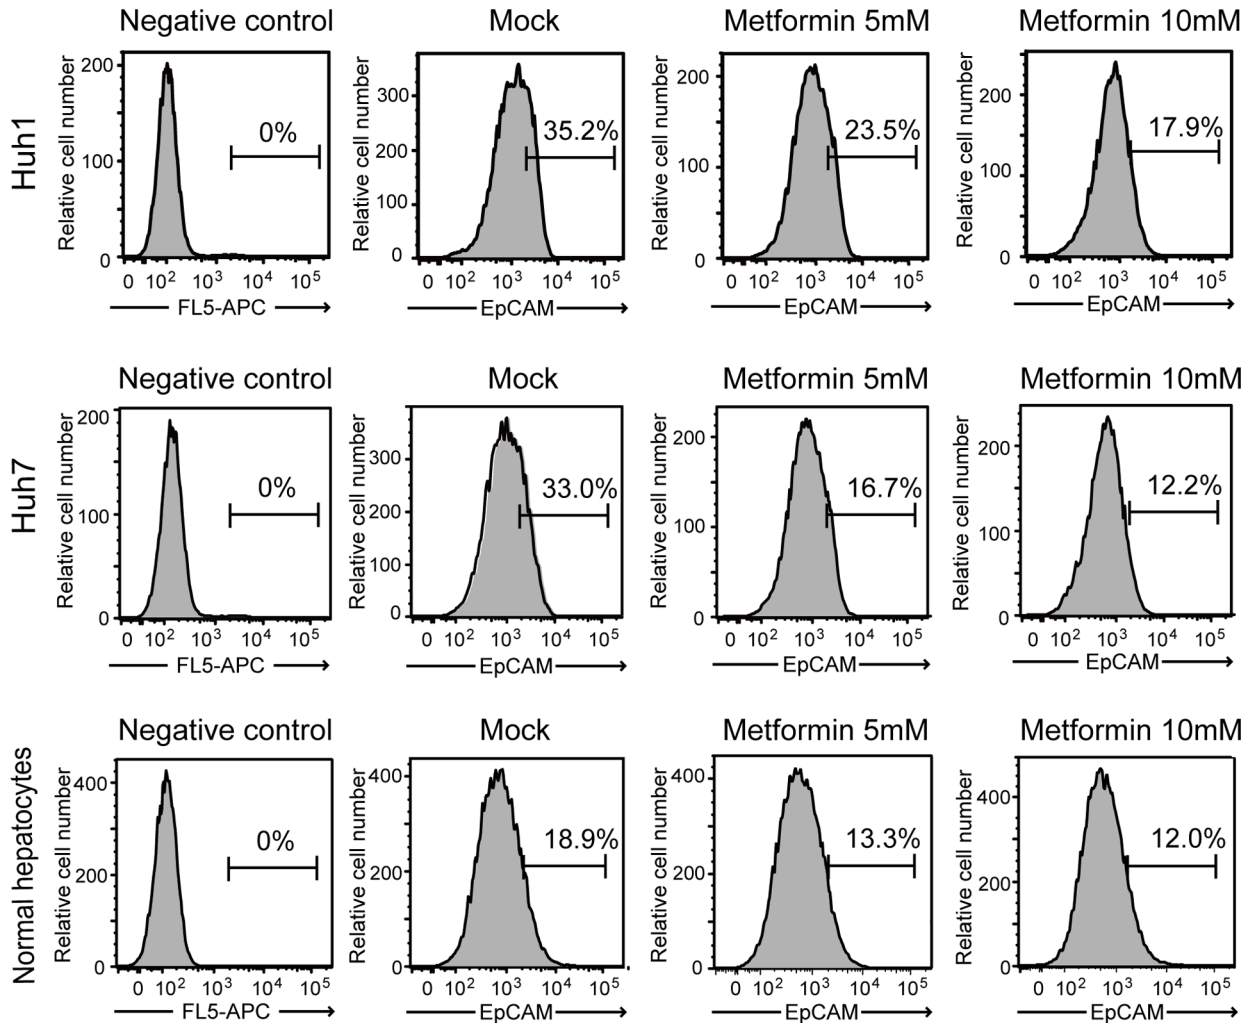 Negative control Mock Metformin 5mM Metformin 10mM
Huh1
Relative cell number 200 100 0 0%
0 10² 10³ 10⁴ 10⁵
FL5-APC
Relative cell number 300 200 100 0 35.2%
0 10² 10³ 10⁴ 10⁵
EpCAM
Relative cell number 200 100 0 23.5%
0 10² 10³ 10⁴ 10⁵
EpCAM
Relative cell number 200 100 0 17.9%
0 10² 10³ 10⁴ 10⁵
EpCAM
Negative control Mock Metformin 5mM Metformin 10mM
Huh7
Relative cell number 200 100 0 0%
0 10² 10³ 10⁴ 10⁵
FL5-APC
Relative cell number 300 200 100 0 33.0%
0 10² 10³ 10⁴ 10⁵
EpCAM
Relative cell number 200 100 0 16.7%
0 10² 10³ 10⁴ 10⁵
EpCAM
Relative cell number 200 100 0 12.2%
0 10² 10³ 10⁴ 10⁵
EpCAM
Negative control Mock Metformin 5mM Metformin 10mM
Normal hepatocytes
Relative cell number 400 200 0 0%
0 10² 10³ 10⁴ 10⁵
FL5-APC
Relative cell number 400 200 0 18.9%
0 10² 10³ 10⁴ 10⁵
EpCAM
Relative cell number 400 200 0 13.3%
0 10² 10³ 10⁴ 10⁵
EpCAM
Relative cell number 400 200 0 12.0%
0 10² 10³ 10⁴ 10⁵
EpCAM